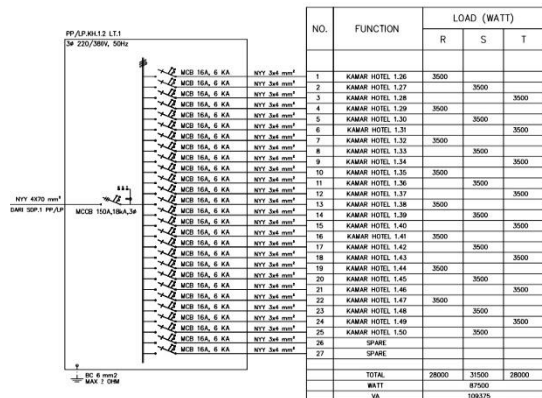 PP/LP.KH.1.2 LT.1
3ø 220/380V, 50Hz
NO. FUNCTION LOAD (WATT)
R S T
MCB 16A, 6 KA NYY 3x4 mm² 1 KAMAR HOTEL 1.26 3500
MCB 16A, 6 KA NYY 3x4 mm² 2 KAMAR HOTEL 1.27 3500
MCB 16A, 6 KA NYY 3x4 mm² 3 KAMAR HOTEL 1.28 3500
MCB 16A, 6 KA NYY 3x4 mm² 4 KAMAR HOTEL 1.29 3500
MCB 16A, 6 KA NYY 3x4 mm² 5 KAMAR HOTEL 1.30 3500
MCB 16A, 6 KA NYY 3x4 mm² 6 KAMAR HOTEL 1.31 3500
MCB 16A, 6 KA NYY 3x4 mm² 7 KAMAR HOTEL 1.32 3500
MCB 16A, 6 KA NYY 3x4 mm² 8 KAMAR HOTEL 1.33 3500
MCB 16A, 6 KA NYY 3x4 mm² 9 KAMAR HOTEL 1.34 3500
MCB 16A, 6 KA NYY 3x4 mm² 10 KAMAR HOTEL 1.35 3500
MCB 16A, 6 KA NYY 3x4 mm² 11 KAMAR HOTEL 1.36 3500
MCB 16A, 6 KA NYY 3x4 mm² 12 KAMAR HOTEL 1.37 3500
MCB 16A, 6 KA NYY 3x4 mm² 13 KAMAR HOTEL 1.38 3500
MCB 16A, 6 KA NYY 3x4 mm² 14 KAMAR HOTEL 1.39 3500
MCB 16A, 6 KA NYY 3x4 mm² 15 KAMAR HOTEL 1.40 3500
MCB 16A, 6 KA NYY 3x4 mm² 16 KAMAR HOTEL 1.41 3500
MCB 16A, 6 KA NYY 3x4 mm² 17 KAMAR HOTEL 1.42 3500
MCB 16A, 6 KA NYY 3x4 mm² 18 KAMAR HOTEL 1.43 3500
MCB 16A, 6 KA NYY 3x4 mm² 19 KAMAR HOTEL 1.44 3500
MCB 16A, 6 KA NYY 3x4 mm² 20 KAMAR HOTEL 1.45 3500
MCB 16A, 6 KA NYY 3x4 mm² 21 KAMAR HOTEL 1.46 3500
MCB 16A, 6 KA NYY 3x4 mm² 22 KAMAR HOTEL 1.47 3500
MCB 16A, 6 KA NYY 3x4 mm² 23 KAMAR HOTEL 1.48 3500
MCB 16A, 6 KA NYY 3x4 mm² 24 KAMAR HOTEL 1.49 3500
MCB 16A, 6 KA NYY 3x4 mm² 25 KAMAR HOTEL 1.50 3500
MCB 16A, 6 KA NYY 3x4 mm² 26 SPARE
MCB 16A, 6 KA NYY 3x4 mm² 27 SPARE
NYY 4X70 mm²
DARI SDP.1 PP/LP
MCCB 150A,18kA,3ø
BC 6 mm2
MAX 2 OHM
TOTAL 28000 31500 28000
WATT 87500
VA 109375